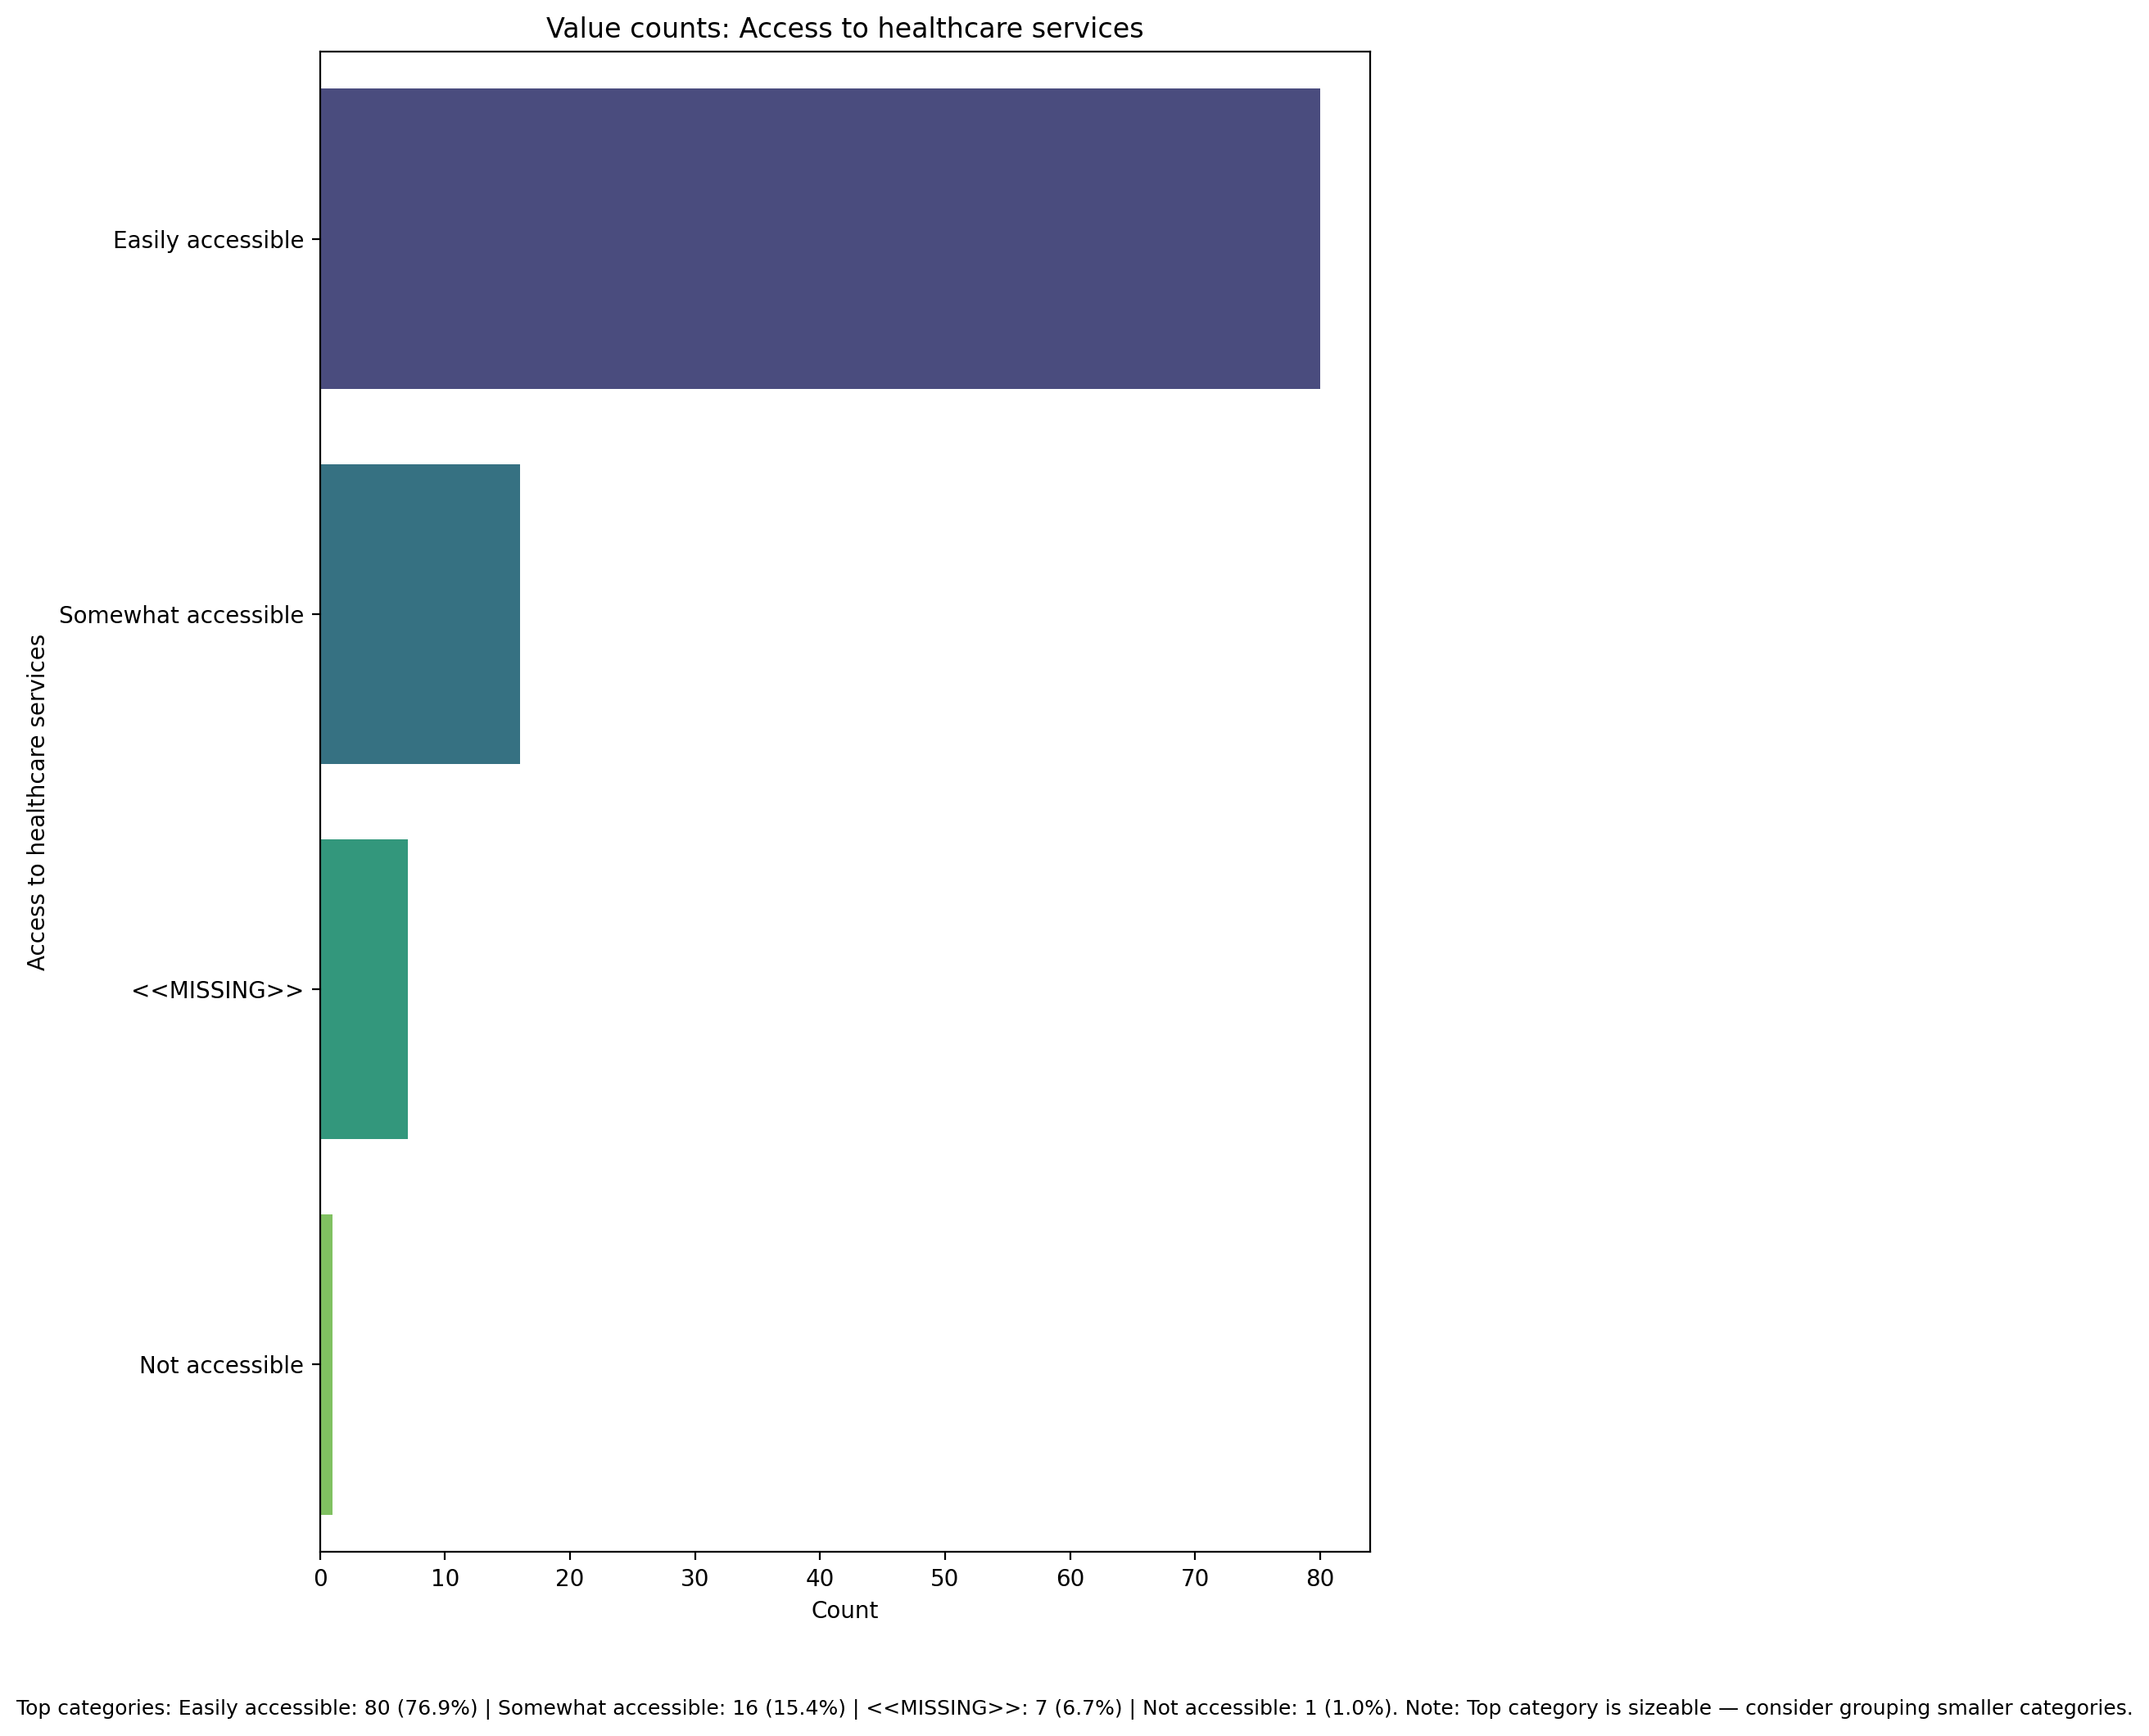 Value counts: Access to healthcare services
Access to healthcare services
Easily accessible
Somewhat accessible
<<MISSING>>
Not accessible
0 10 20 30 40 50 60 70 80
Count
Top categories: Easily accessible: 80 (76.9%) | Somewhat accessible: 16 (15.4%) | <<MISSING>>: 7 (6.7%) | Not accessible: 1 (1.0%). Note: Top category is sizeable — consider grouping smaller categories.